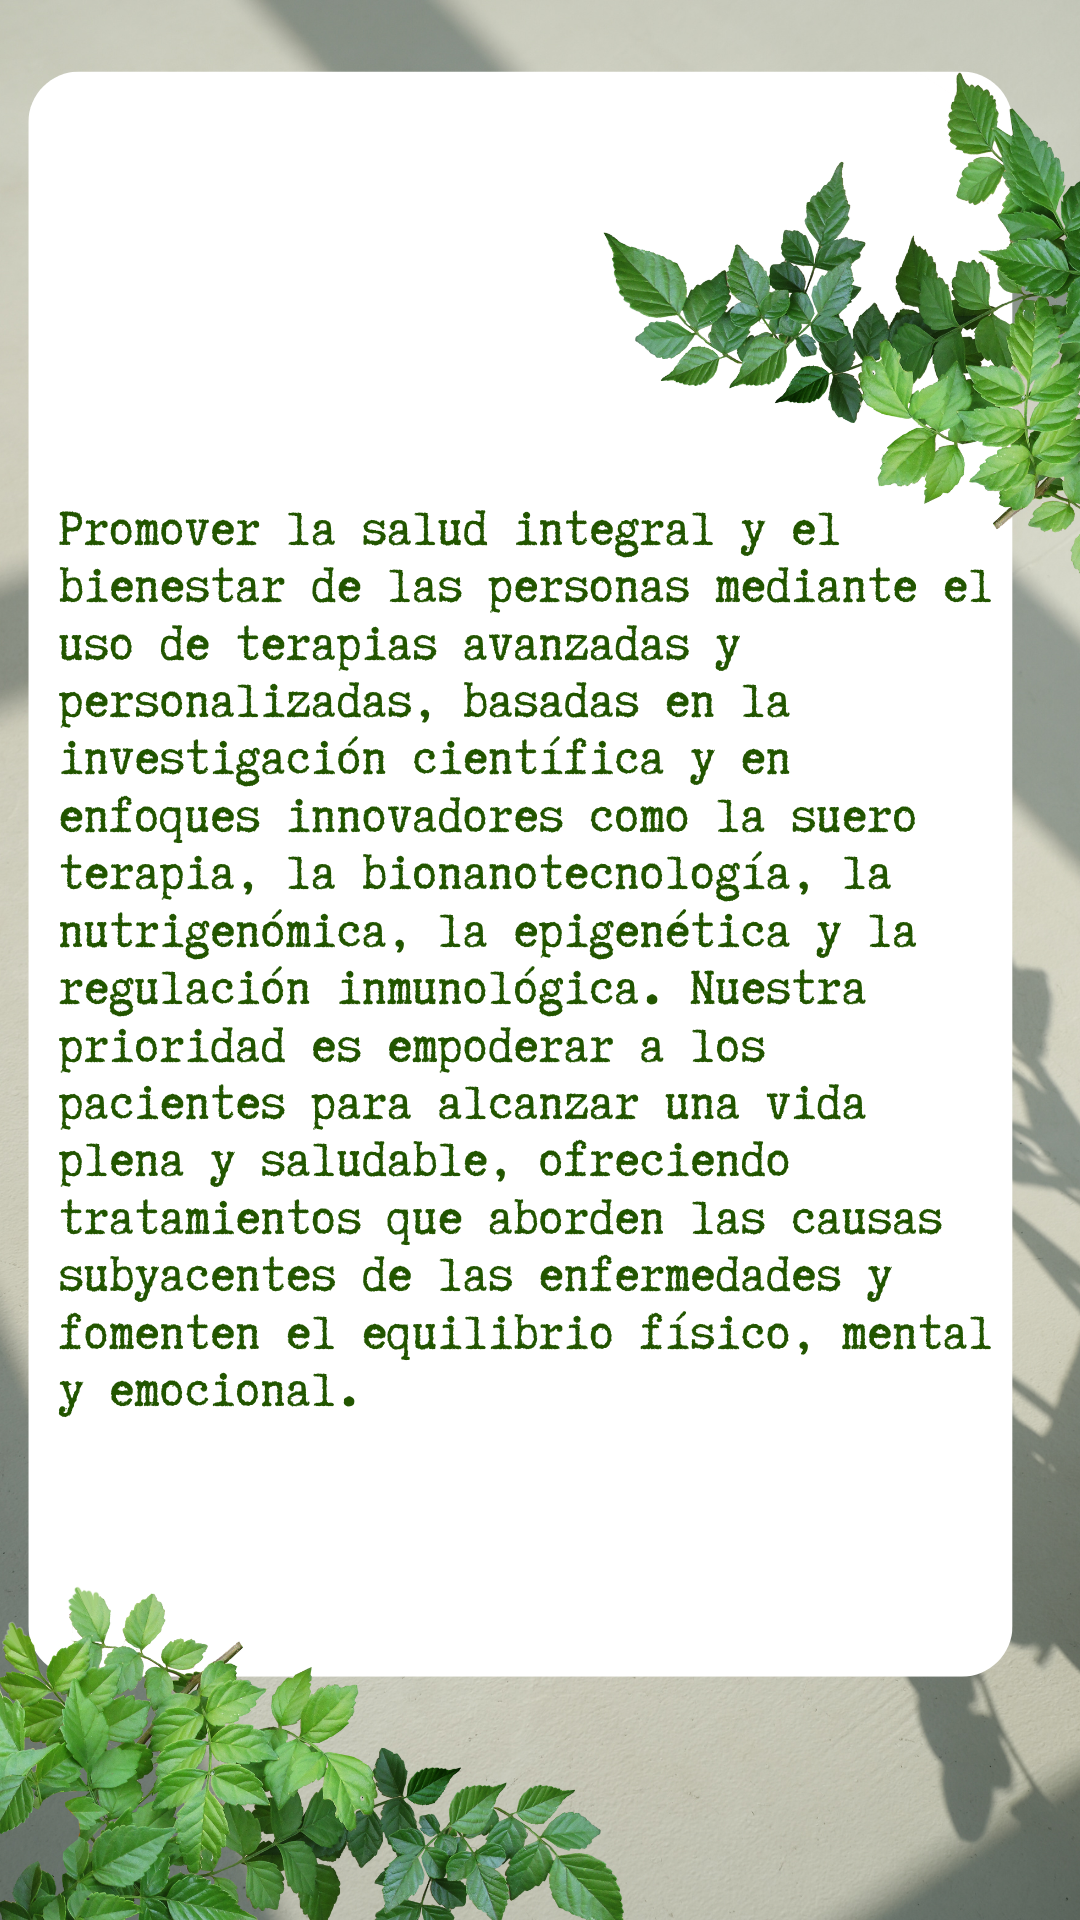 Promover la salud integral y el
bienestar de las personas mediante el
uso de terapias avanzadas y
personalizadas, basadas en la
investigación científica y en
enfoques innovadores como la suero
terapia, la bionanotecnología, la
nutrigenómica, la epigenética y la
regulación inmunológica. Nuestra
prioridad es empoderar a los
pacientes para alcanzar una vida
plena y saludable, ofreciendo
tratamientos que aborden las causas
subyacentes de las enfermedades y
fomenten el equilibrio físico, mental
y emocional.